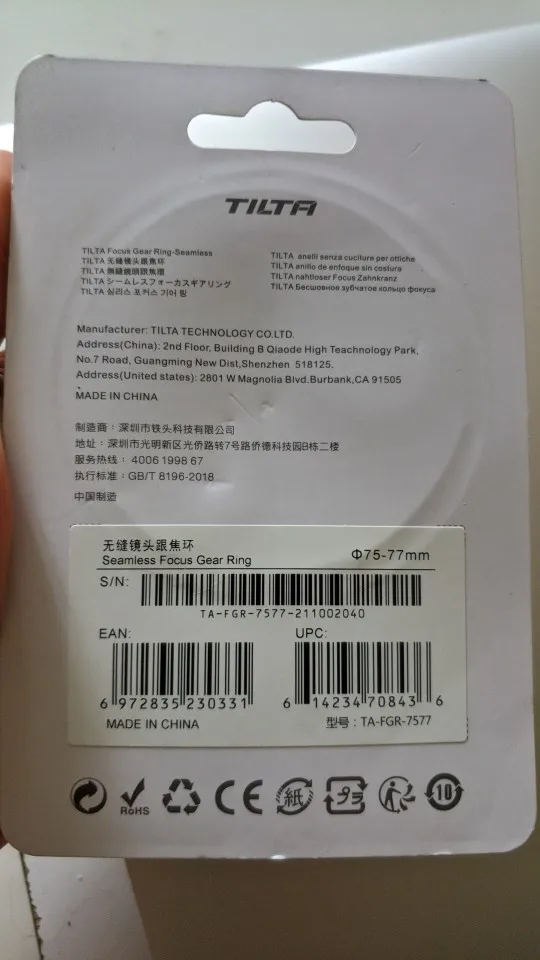 TILTA
TILTA Focus Gear Ring-Seamless
TILTA 无缝镜头跟焦环
TILTA 無縫鏡頭跟焦環
TILTA シームレスフォーカスギアリング
TILTA 심리스 포커스 기어 링
TILTA anelli senza cuciture per ottiche
TILTA anillo de enfoque sin costura
TILTA nahtloser Focus Zahnkranz
TILTA Бесшовное зубчатое кольцо фокуса
Manufacturer: TILTA TECHNOLOGY CO.LTD.
Address(China): 2nd Floor, Building B Qiaode High Teachnology Park,
No.7 Road, Guangming New Dist,Shenzhen 518125.
Address(United states): 2801 W Magnolia Blvd.Burbank,CA 91505
MADE IN CHINA
制造商：深圳市铁头科技有限公司
地址：深圳市光明新区光侨路转7号路侨德科技园B栋二楼
服务热线：4006 1998 67
执行标准：GB/T 8196-2018
中国制造
无缝镜头跟焦环
Seamless Focus Gear Ring Φ75-77mm
S/N:
TA-FGR-7577-211002040
EAN: UPC:
6 972835 230331 6 14234 70843 6
MADE IN CHINA 型号：TA-FGR-7577
RoHS CE 紙 プラ 10